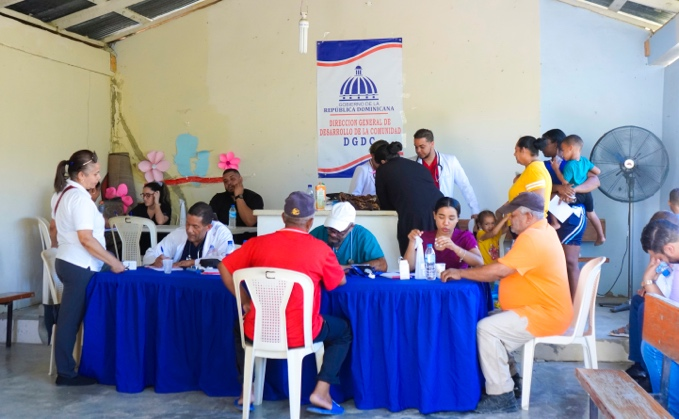 GOBIERNO DE LA
REPÚBLICA DOMINICANA
DIRECCIÓN GENERAL DE
DESARROLLO DE LA COMUNIDAD
DGDC